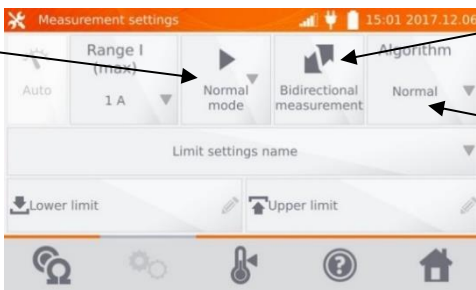 Measurement settings
15:01 2017.12.06
Auto
Range I
(max)
1 A
Normal
mode
Bidirectional
measurement
Algorithm
Normal
Limit settings name
Lower limit
Upper limit